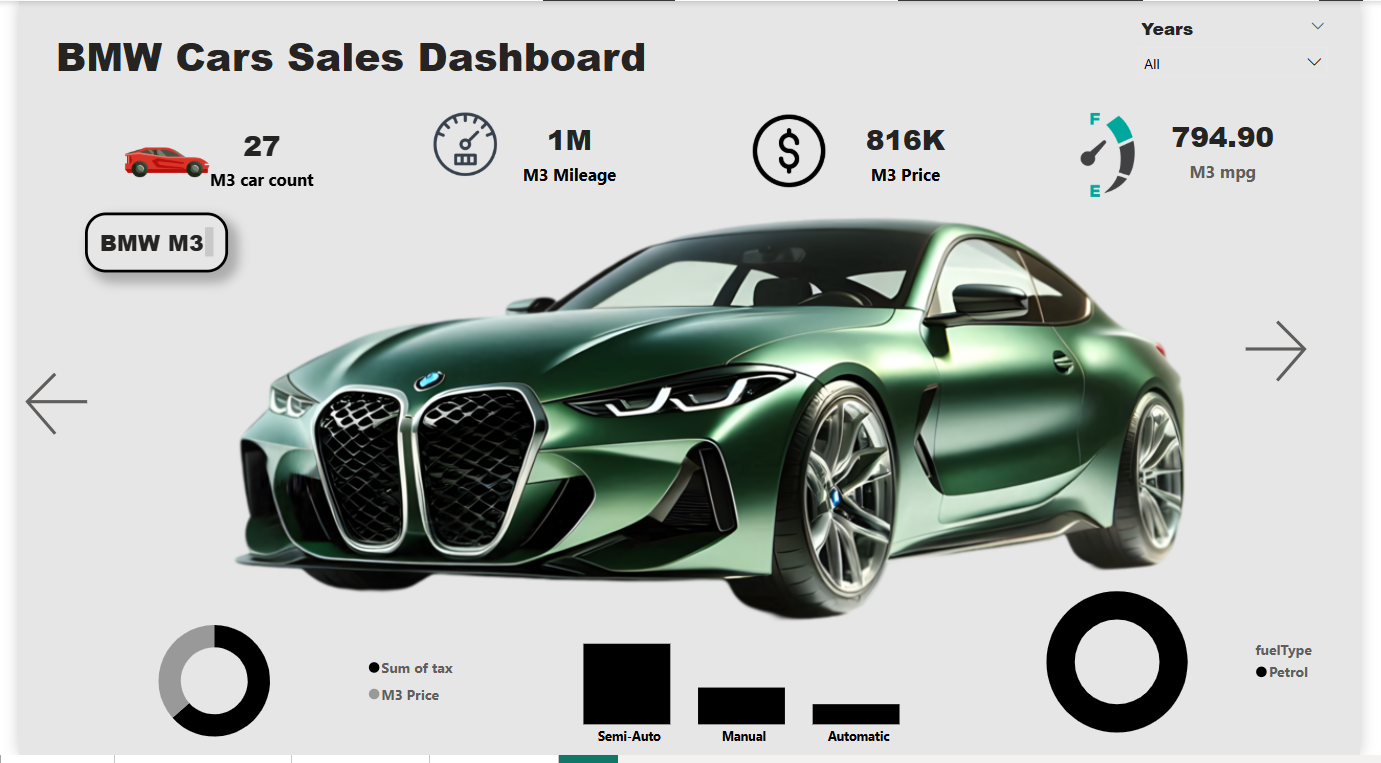 BMW Cars Sales Dashboard
Years
All
27
M3 car count
1M
M3 Mileage
$
816K
M3 Price
F
E
794.90
M3 mpg
BMW M3
Sum of tax
M3 Price
Semi-Auto
Manual
Automatic
fuelType
Petrol